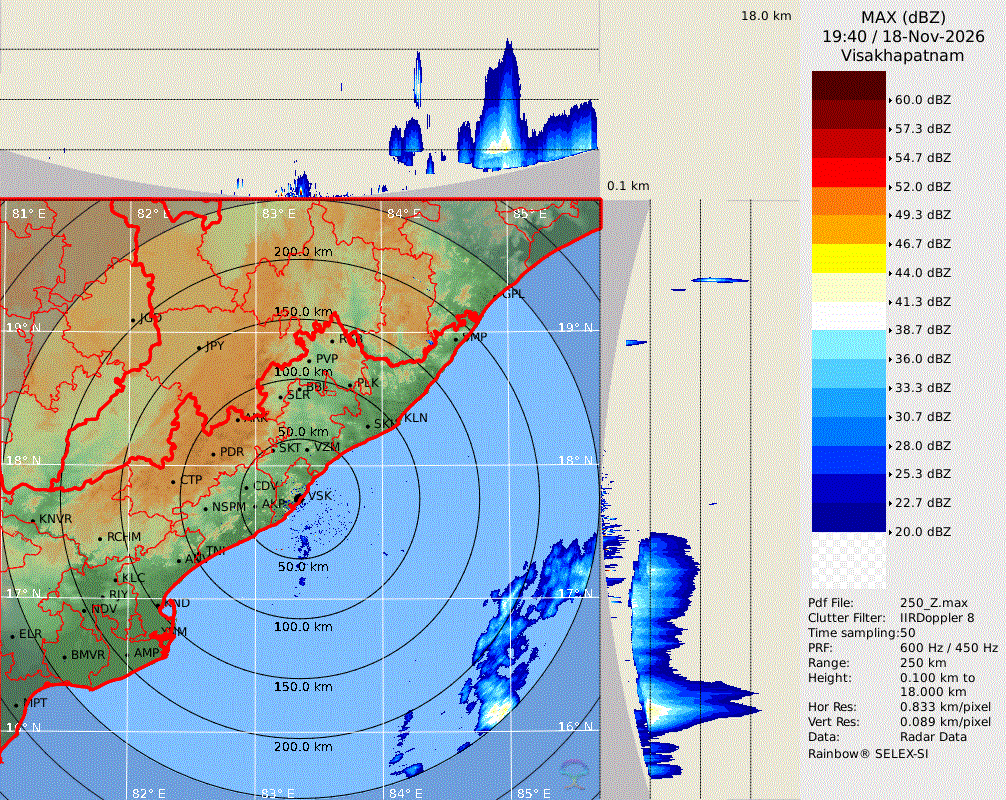 18.0 km
MAX (dBZ)
19:40 / 18-Nov-2026
Visakhapatnam
60.0 dBZ
57.3 dBZ
54.7 dBZ
52.0 dBZ
49.3 dBZ
46.7 dBZ
44.0 dBZ
41.3 dBZ
38.7 dBZ
36.0 dBZ
33.3 dBZ
30.7 dBZ
28.0 dBZ
25.3 dBZ
22.7 dBZ
20.0 dBZ
0.1 km
81° E
82° E
83° E
84° E
85° E
200.0 km
GPL
150.0 km
JGD
19° N
19° N
JPY
SMP
PVP
100.0 km
BBL
PLK
SLR
ARK
SKM
KLN
50.0 km
PDR
SKT
VZM
18° N
18° N
CTP
CDV
VSK
NSPM
AKP
KNVR
RCHM
TNI
ANV
50.0 km
KLC
RJY
17° N
NDV
KND
100.0 km
ELR
YNM
BMVR
AMP
150.0 km
MPT
16° N
16° N
200.0 km
82° E
83° E
84° E
85° E
Pdf File: 250_Z.max
Clutter Filter: IIRDoppler 8
Time sampling:50
PRF: 600 Hz / 450 Hz
Range: 250 km
Height: 0.100 km to
18.000 km
Hor Res: 0.833 km/pixel
Vert Res: 0.089 km/pixel
Data: Radar Data
Rainbow® SELEX-SI